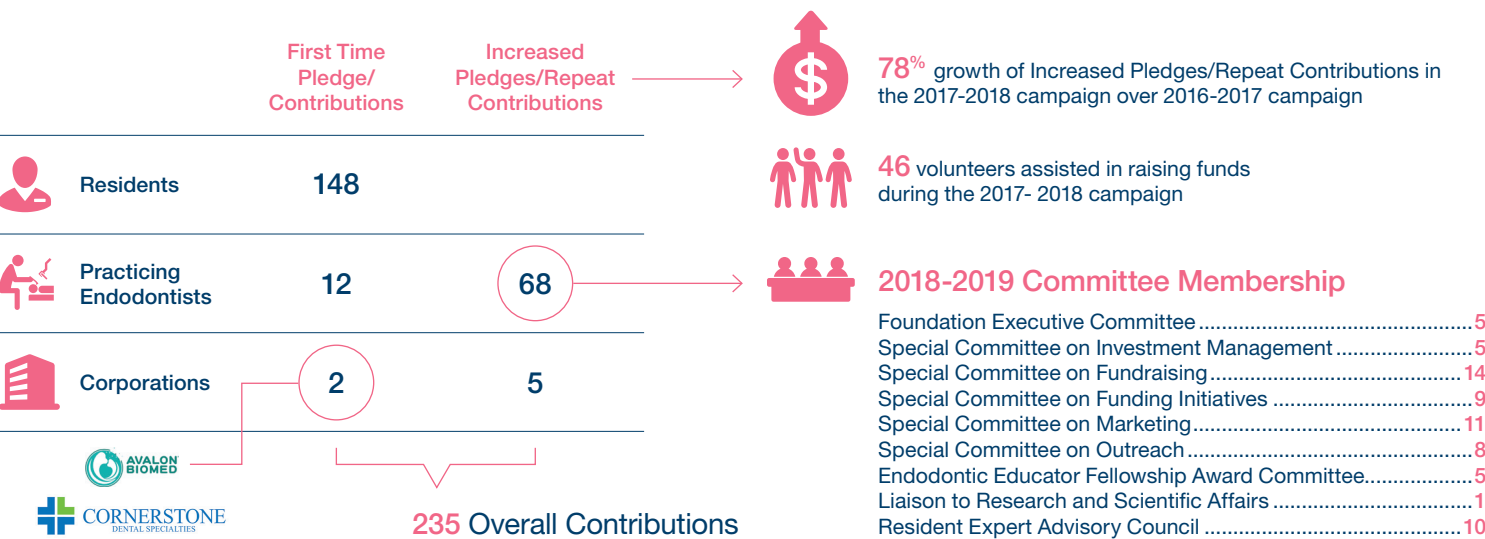 First Time
Pledge/
Contributions
Increased
Pledges/Repeat
Contributions
Residents 148
Practicing
Endodontists
12 68
Corporations 2 5
AVALON
BIOMED
CORNERSTONE
DENTAL SPECIALTIES
235 Overall Contributions
$
78% growth of Increased Pledges/Repeat Contributions in
the 2017-2018 campaign over 2016-2017 campaign
46 volunteers assisted in raising funds
during the 2017- 2018 campaign
2018-2019 Committee Membership
Foundation Executive Committee ................................................5
Special Committee on Investment Management ........................5
Special Committee on Fundraising ............................................14
Special Committee on Funding Initiatives ...................................9
Special Committee on Marketing ...............................................11
Special Committee on Outreach .................................................8
Endodontic Educator Fellowship Award Committee...................5
Liaison to Research and Scientific Affairs ...................................1
Resident Expert Advisory Council .............................................10